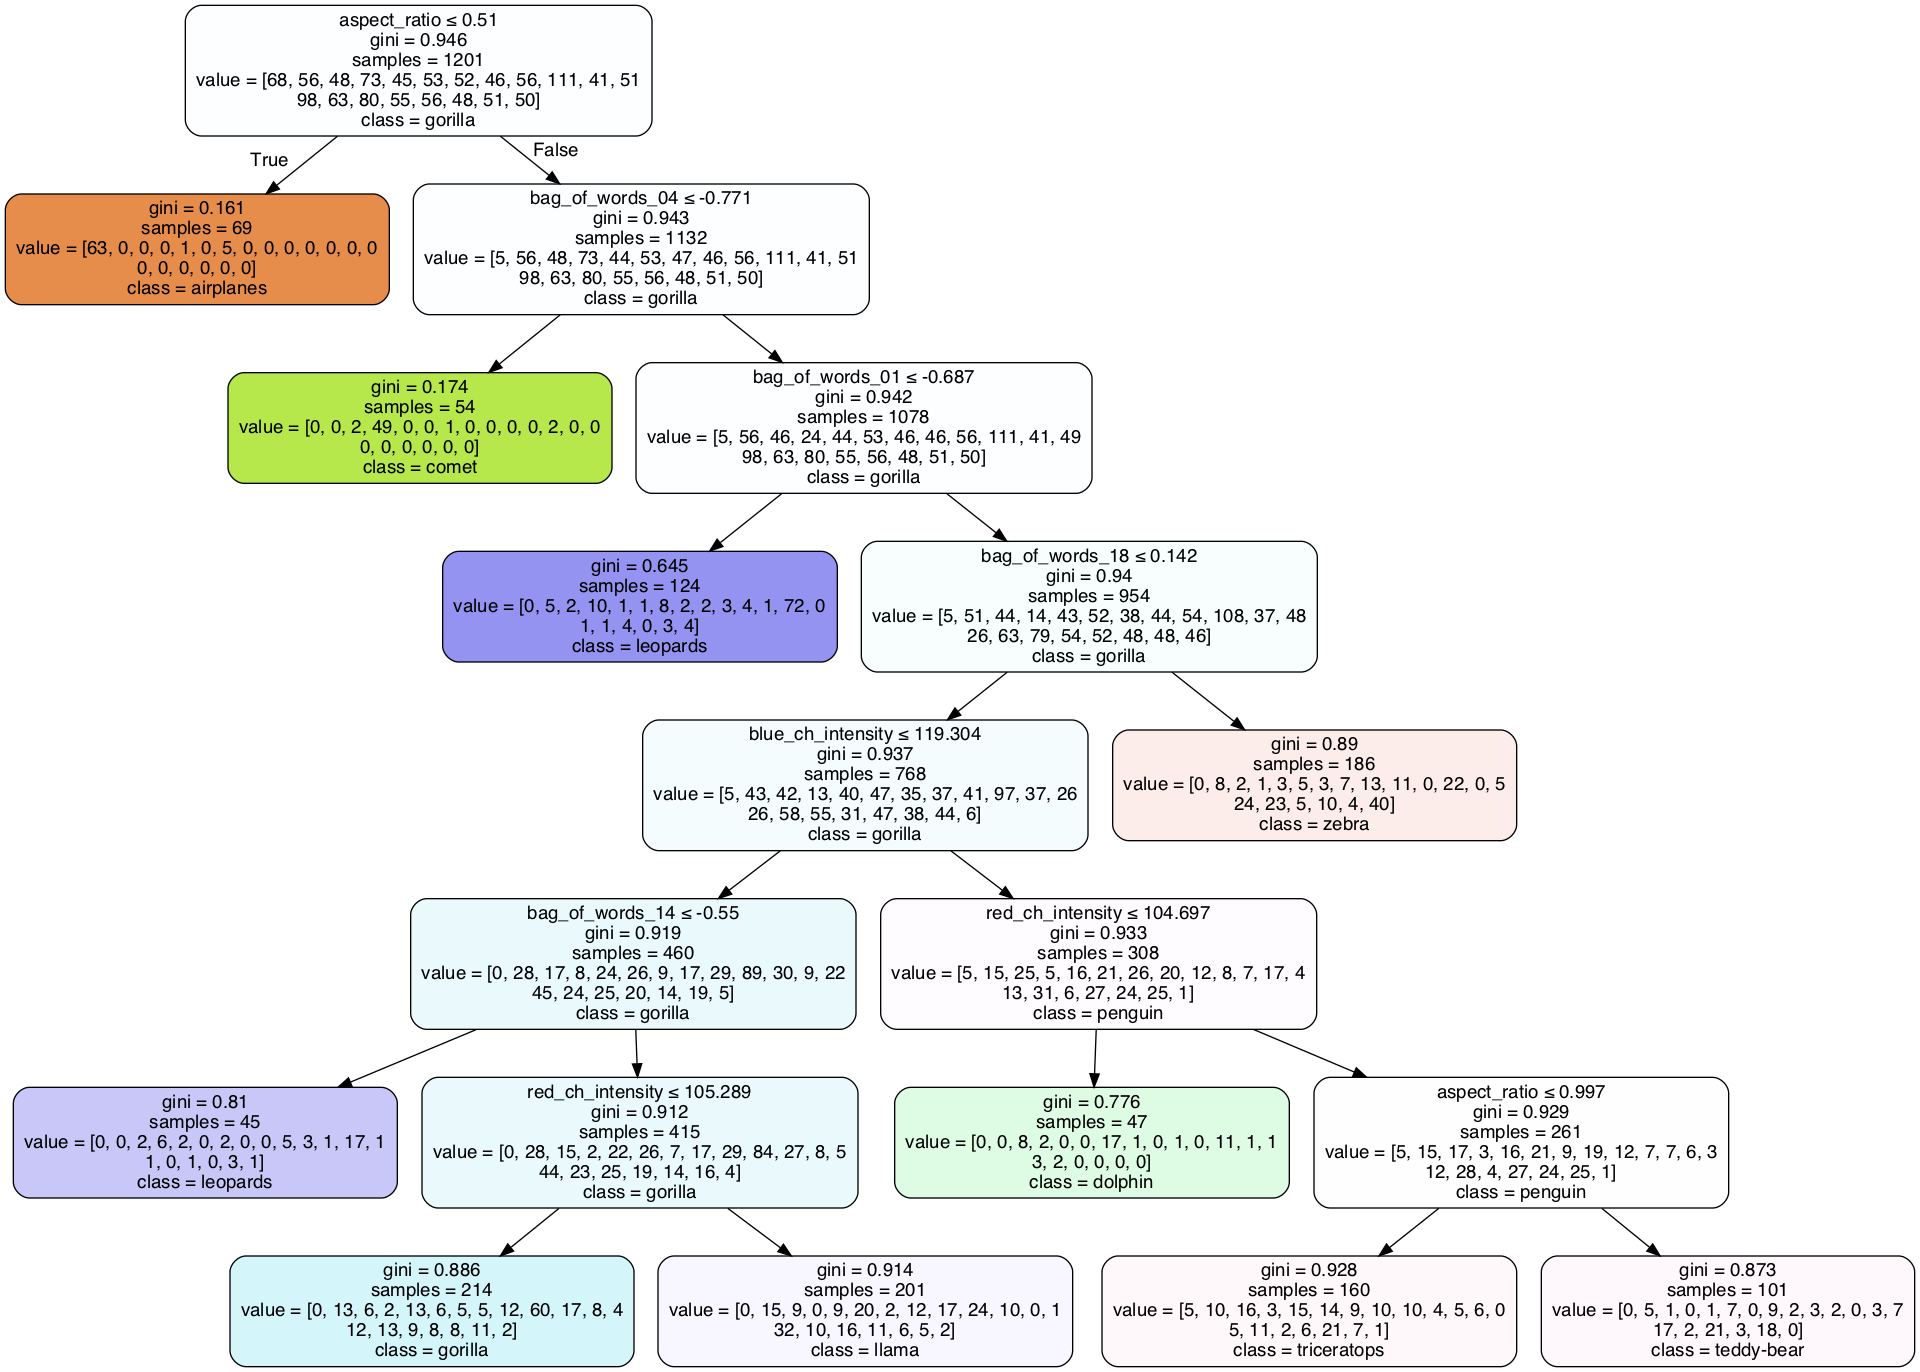 aspect_ratio ≤ 0.51
gini = 0.946
samples = 1201
value = [68, 56, 48, 73, 45, 53, 52, 46, 56, 111, 41, 51
98, 63, 80, 55, 56, 48, 51, 50]
class = gorilla
True
False
gini = 0.161
samples = 69
value = [63, 0, 0, 0, 1, 0, 5, 0, 0, 0, 0, 0, 0, 0
0, 0, 0, 0, 0, 0]
class = airplanes
bag_of_words_04 ≤ -0.771
gini = 0.943
samples = 1132
value = [5, 56, 48, 73, 44, 53, 47, 46, 56, 111, 41, 51
98, 63, 80, 55, 56, 48, 51, 50]
class = gorilla
gini = 0.174
samples = 54
value = [0, 0, 2, 49, 0, 0, 1, 0, 0, 0, 0, 2, 0, 0
0, 0, 0, 0, 0, 0]
class = comet
bag_of_words_01 ≤ -0.687
gini = 0.942
samples = 1078
value = [5, 56, 46, 24, 44, 53, 46, 46, 56, 111, 41, 49
98, 63, 80, 55, 56, 48, 51, 50]
class = gorilla
gini = 0.645
samples = 124
value = [0, 5, 2, 10, 1, 1, 8, 2, 2, 3, 4, 1, 72, 0
1, 1, 4, 0, 3, 4]
class = leopards
bag_of_words_18 ≤ 0.142
gini = 0.94
samples = 954
value = [5, 51, 44, 14, 43, 52, 38, 44, 54, 108, 37, 48
26, 63, 79, 54, 52, 48, 48, 46]
class = gorilla
blue_ch_intensity ≤ 119.304
gini = 0.937
samples = 768
value = [5, 43, 42, 13, 40, 47, 35, 37, 41, 97, 37, 26
26, 58, 55, 31, 47, 38, 44, 6]
class = gorilla
gini = 0.89
samples = 186
value = [0, 8, 2, 1, 3, 5, 3, 7, 13, 11, 0, 22, 0, 5
24, 23, 5, 10, 4, 40]
class = zebra
bag_of_words_14 ≤ -0.55
gini = 0.919
samples = 460
value = [0, 28, 17, 8, 24, 26, 9, 17, 29, 89, 30, 9, 22
45, 24, 25, 20, 14, 19, 5]
class = gorilla
red_ch_intensity ≤ 104.697
gini = 0.933
samples = 308
value = [5, 15, 25, 5, 16, 21, 26, 20, 12, 8, 7, 17, 4
13, 31, 6, 27, 24, 25, 1]
class = penguin
gini = 0.81
samples = 45
value = [0, 0, 2, 6, 2, 0, 2, 0, 0, 5, 3, 1, 17, 1
1, 0, 1, 0, 3, 1]
class = leopards
red_ch_intensity ≤ 105.289
gini = 0.912
samples = 415
value = [0, 28, 15, 2, 22, 26, 7, 17, 29, 84, 27, 8, 5
44, 23, 25, 19, 14, 16, 4]
class = gorilla
gini = 0.776
samples = 47
value = [0, 0, 8, 2, 0, 0, 17, 1, 0, 1, 0, 11, 1, 1
3, 2, 0, 0, 0, 0]
class = dolphin
aspect_ratio ≤ 0.997
gini = 0.929
samples = 261
value = [5, 15, 17, 3, 16, 21, 9, 19, 12, 7, 7, 6, 3
12, 28, 4, 27, 24, 25, 1]
class = penguin
gini = 0.886
samples = 214
value = [0, 13, 6, 2, 13, 6, 5, 5, 12, 60, 17, 8, 4
12, 13, 9, 8, 8, 11, 2]
class = gorilla
gini = 0.914
samples = 201
value = [0, 15, 9, 0, 9, 20, 2, 12, 17, 24, 10, 0, 1
32, 10, 16, 11, 6, 5, 2]
class = llama
gini = 0.928
samples = 160
value = [5, 10, 16, 3, 15, 14, 9, 10, 10, 4, 5, 6, 0
5, 11, 2, 6, 21, 7, 1]
class = triceratops
gini = 0.873
samples = 101
value = [0, 5, 1, 0, 1, 7, 0, 9, 2, 3, 2, 0, 3, 7
17, 2, 21, 3, 18, 0]
class = teddy-bear